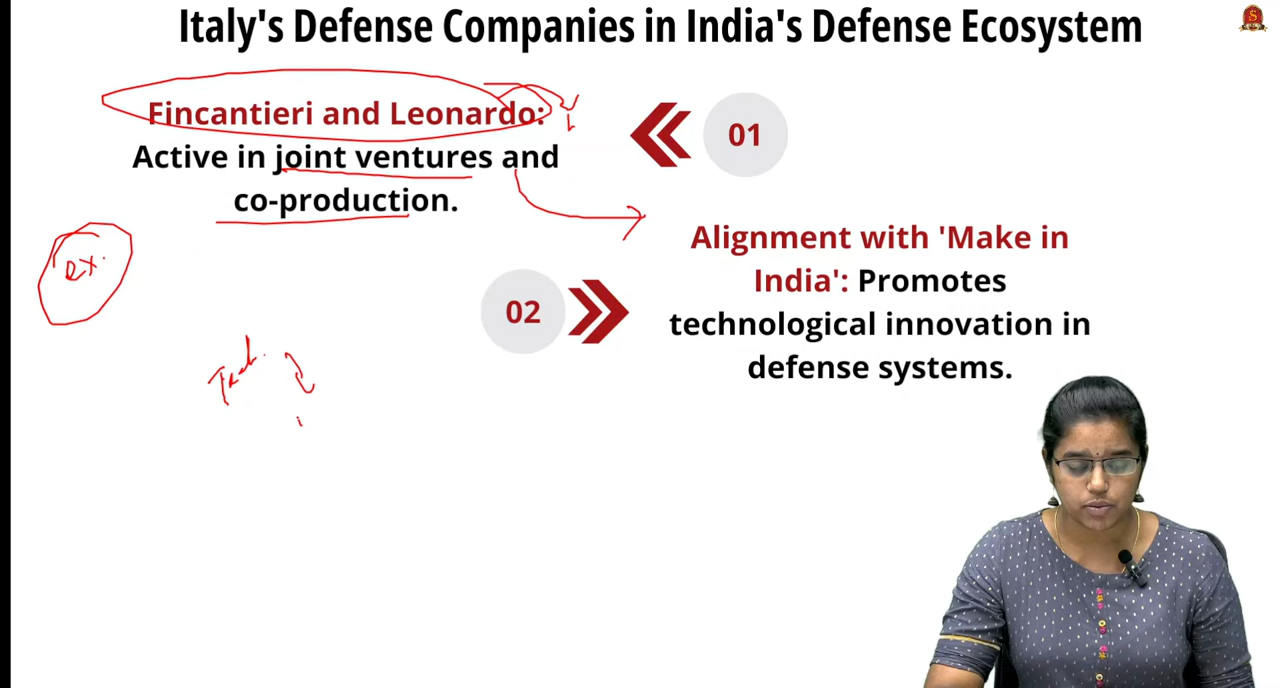 Italy's Defense Companies in India's Defense Ecosystem
Fincantieri and Leonardo:
Active in joint ventures and
co-production.
01
Alignment with 'Make in
India': Promotes
technological innovation in
defense systems.
02
ex.
Tech.